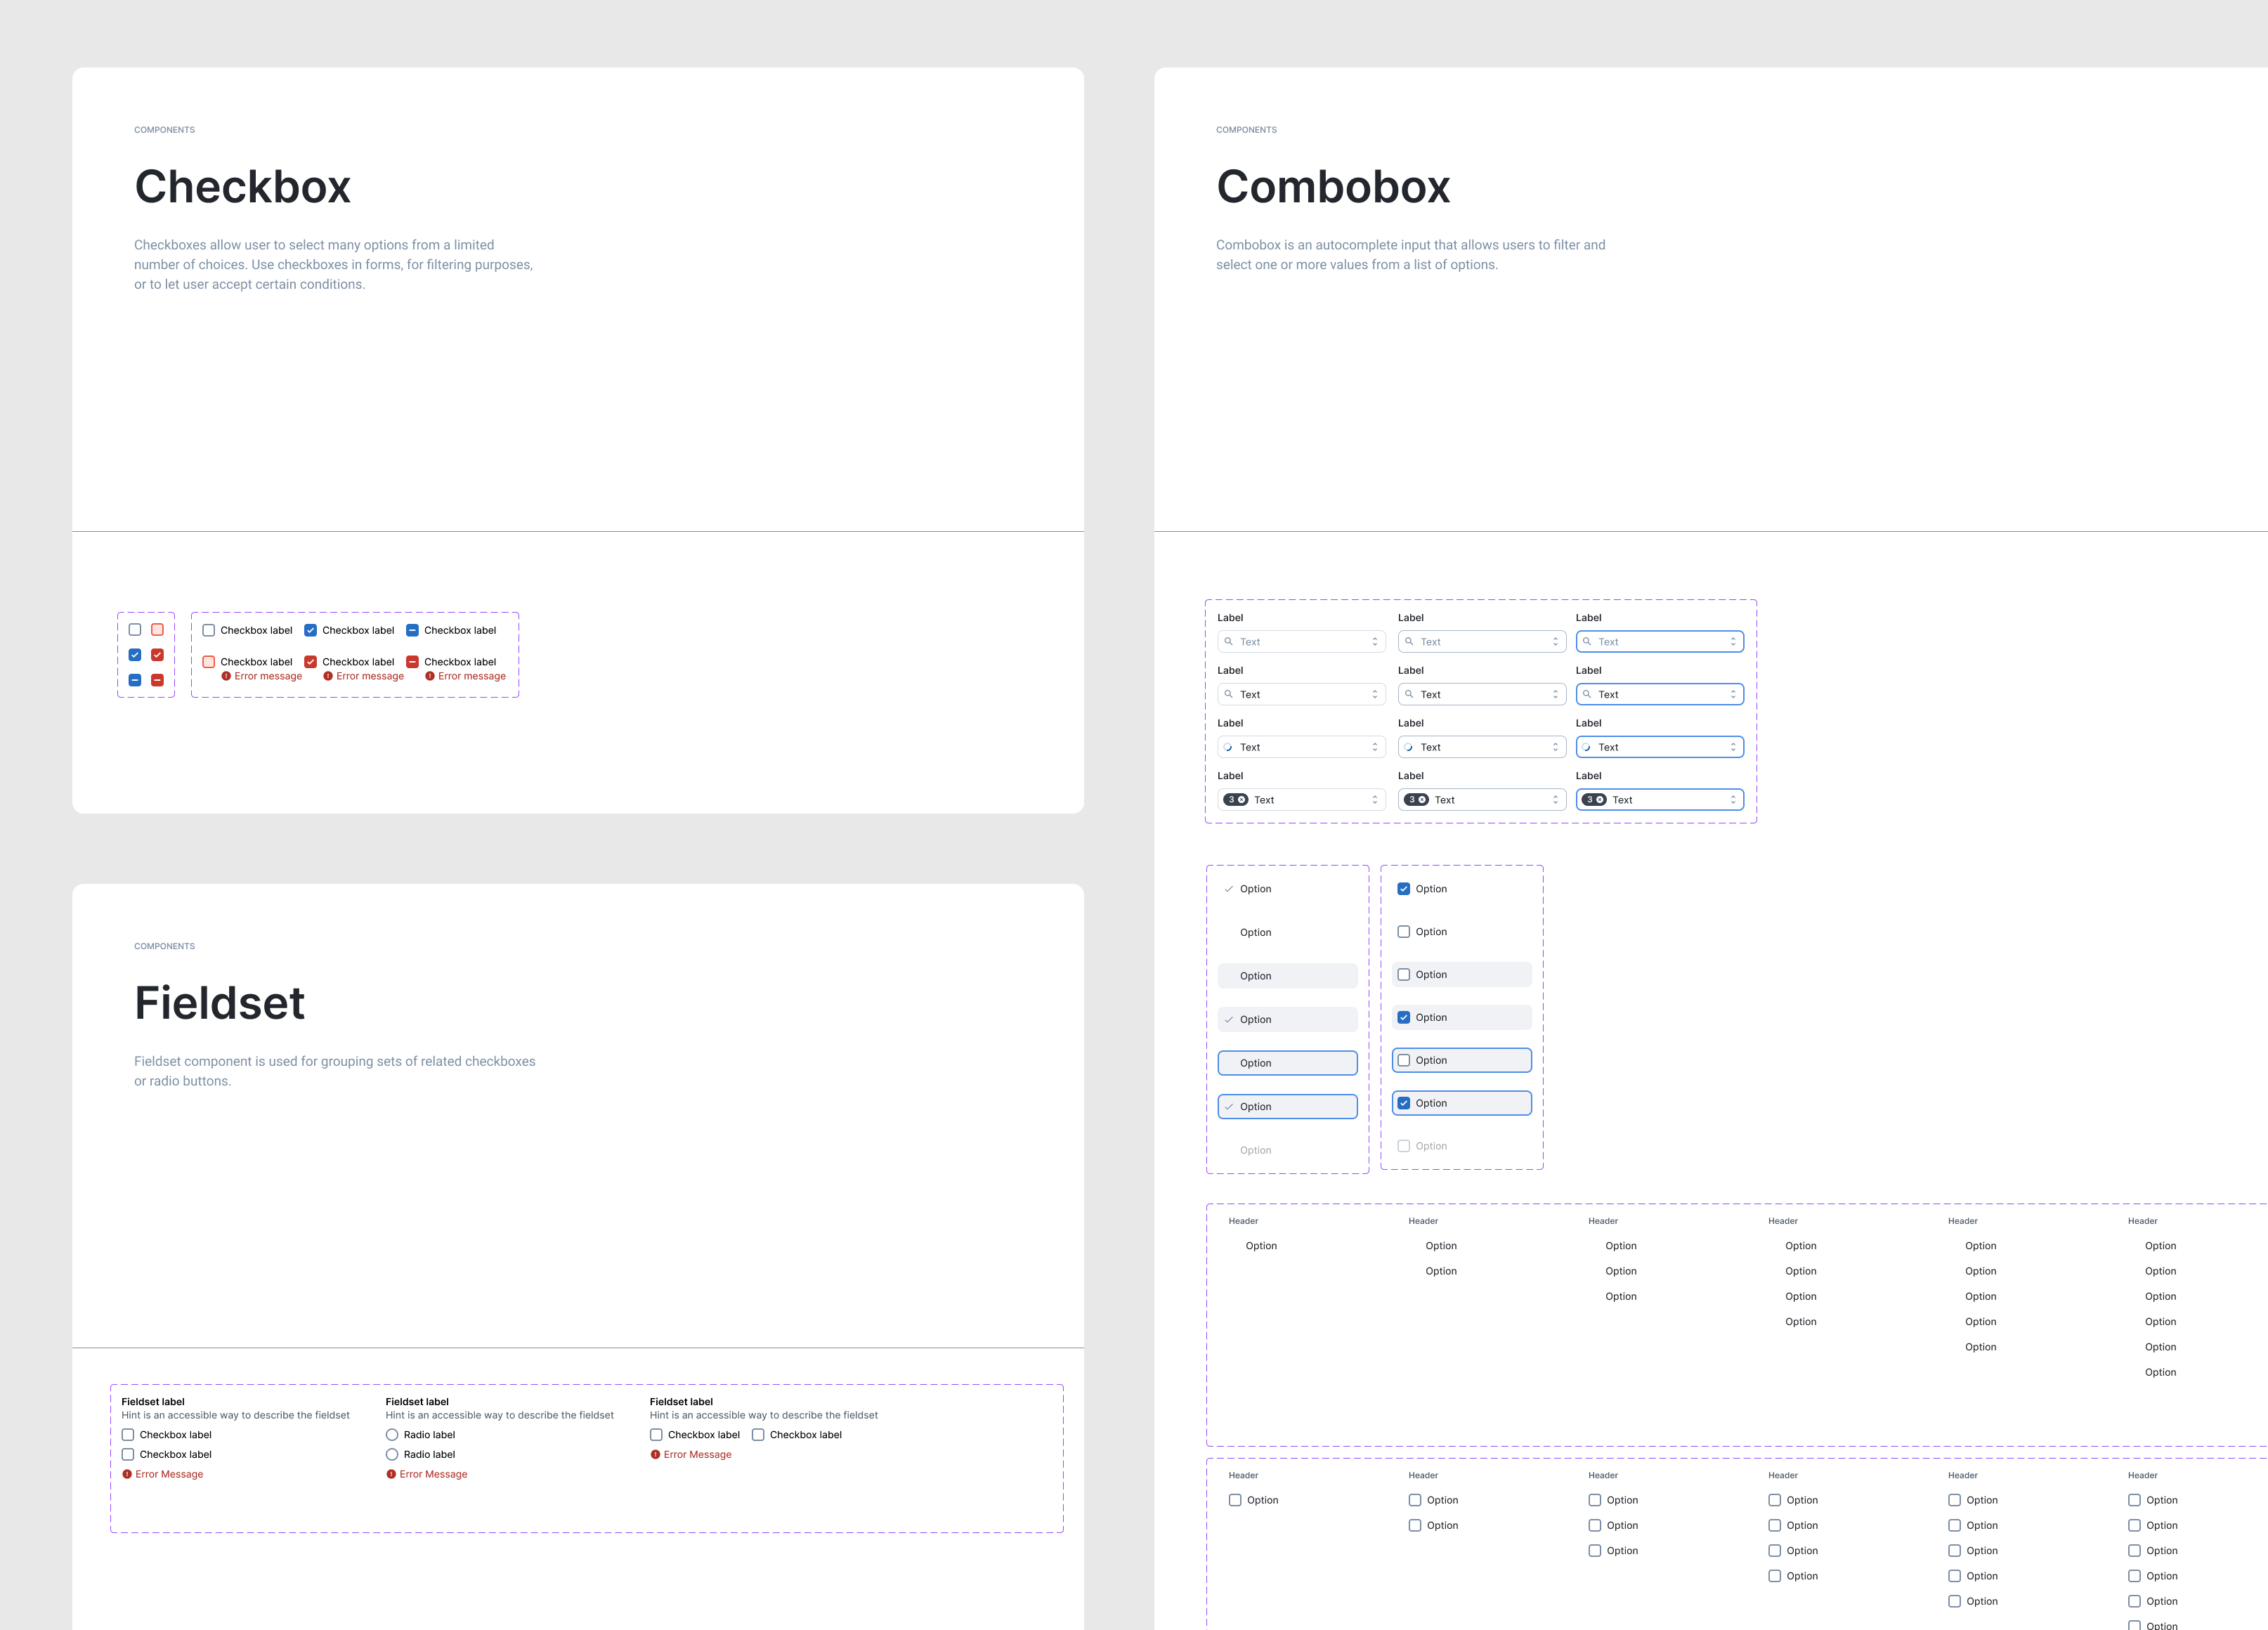 COMPONENTS
Checkbox
Checkboxes allow user to select many options from a limited
number of choices. Use checkboxes in forms, for filtering purposes,
or to let user accept certain conditions.
Checkbox label Checkbox label Checkbox label
Checkbox label Checkbox label Checkbox label
Error message Error message Error message
COMPONENTS
Fieldset
Fieldset component is used for grouping sets of related checkboxes
or radio buttons.
Fieldset label Fieldset label Fieldset label
Hint is an accessible way to describe the fieldset Hint is an accessible way to describe the fieldset Hint is an accessible way to describe the fieldset
Checkbox label Radio label Checkbox label Checkbox label
Checkbox label Radio label Error Message
Error Message Error Message
COMPONENTS
Combobox
Combobox is an autocomplete input that allows users to filter and
select one or more values from a list of options.
Label Label Label
Text Text Text
Label Label Label
Text Text Text
Label Label Label
Text Text Text
Label Label Label
3 Text 3 Text 3 Text
Option Option
Option Option
Option Option
Option Option
Option Option
Option Option
Option Option
Header Header Header Header Header Header
Option Option Option Option Option Option
Option Option Option Option Option
Option Option Option Option
Option Option Option
Option Option
Option
Header Header Header Header Header Header
Option Option Option Option Option Option
Option Option Option Option Option
Option Option Option Option
Option Option Option
Option Option
Option